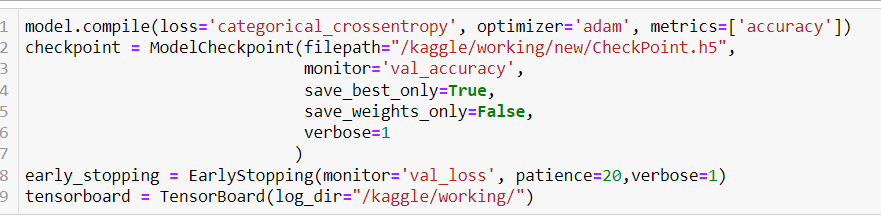 1 model.compile(loss='categorical_crossentropy', optimizer='adam', metrics=['accuracy'])
2 checkpoint = ModelCheckpoint(filepath="/kaggle/working/new/CheckPoint.h5",
3                              monitor='val_accuracy',
4                              save_best_only=True,
5                              save_weights_only=False,
6                              verbose=1
7                             )
8 early_stopping = EarlyStopping(monitor='val_loss', patience=20,verbose=1)
9 tensorboard = TensorBoard(log_dir="/kaggle/working/")